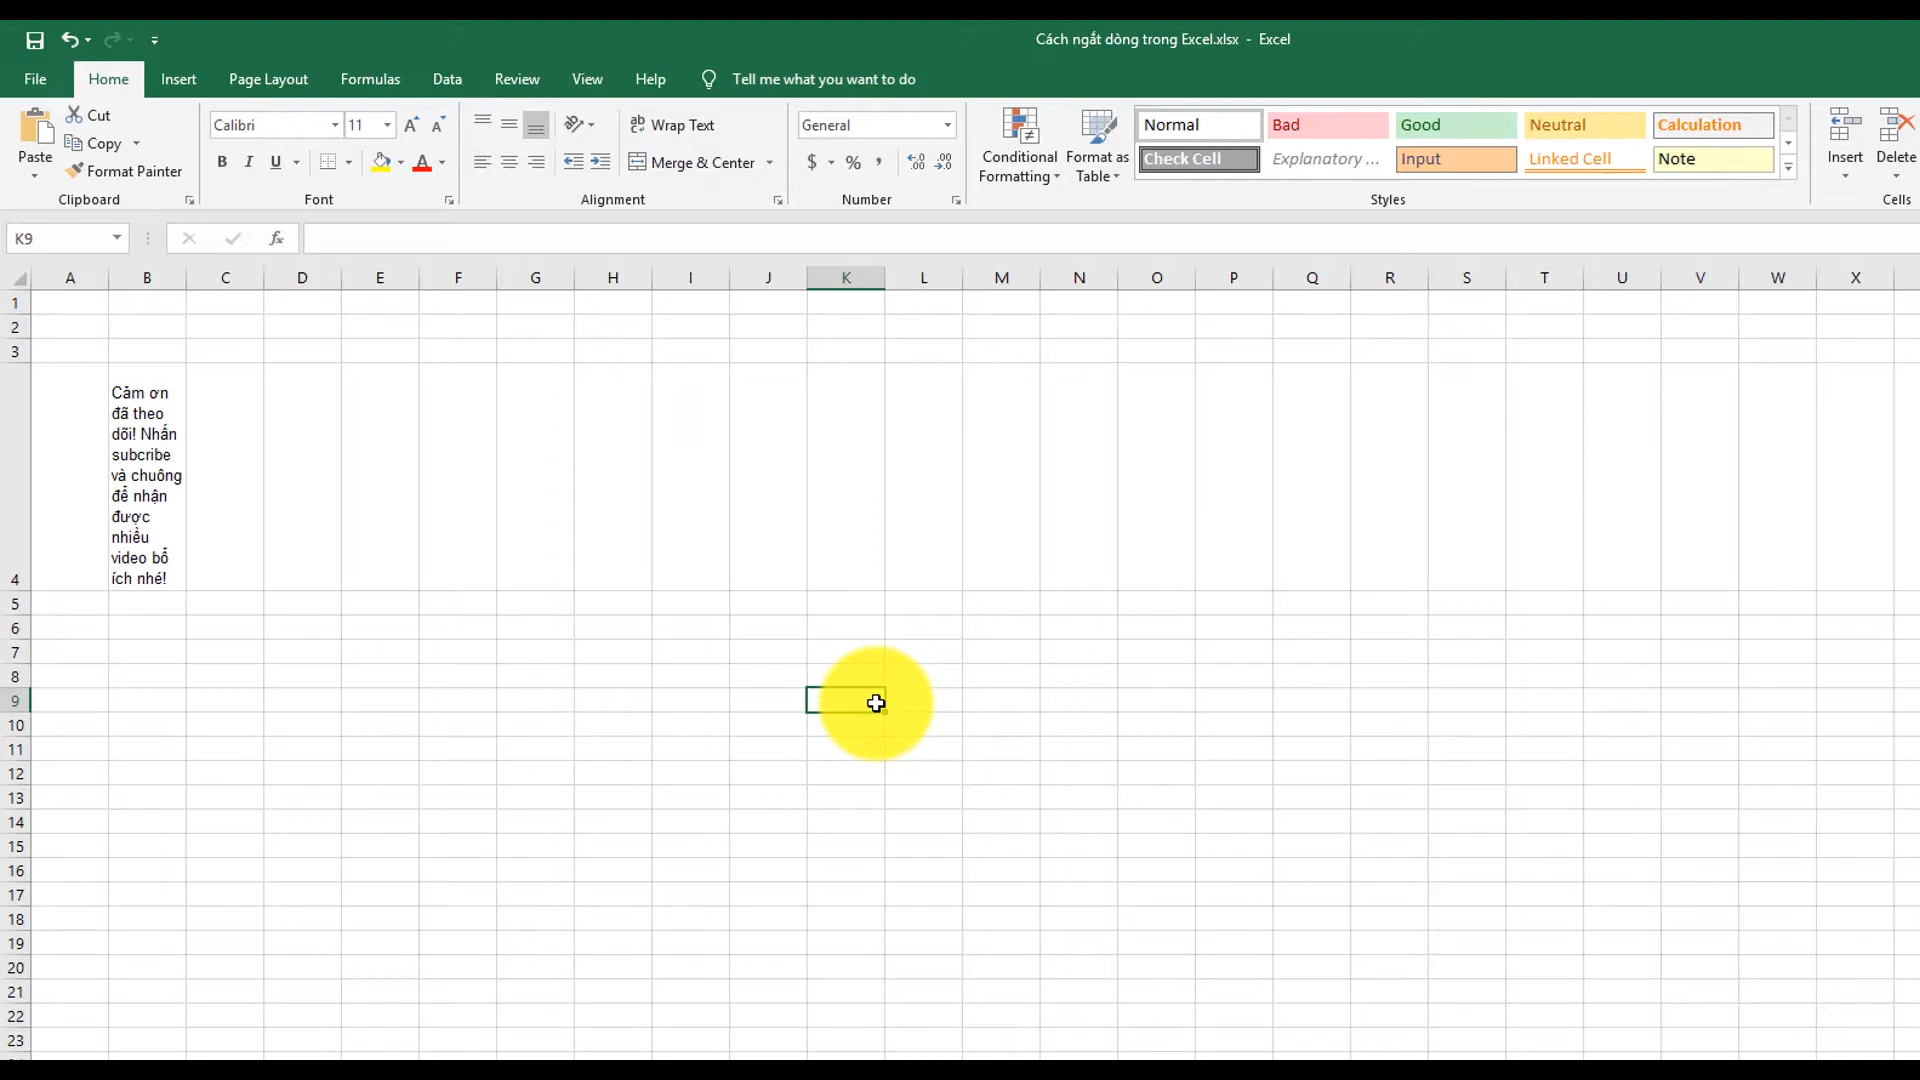 Cách ngắt dòng trong Excel.xlsx - Excel
File Home Insert Page Layout Formulas Data Review View Help Tell me what you want to do
Paste
Cut
Copy
Format Painter
Clipboard
Calibri 11
B I U A
Font
ab Wrap Text
Merge & Center
Alignment
General
$ % ,
Number
Conditional Formatting
Format as Table
Normal Bad Good Neutral Calculation
Check Cell Explanatory ... Input Linked Cell Note
Styles
Insert Delete
Cells
K9 fx
A B C D E F G H I J K L M N O P Q R S T U V W X
1
2
3
Cảm ơn
đã theo
dõi! Nhấn
subcribe
và chuông
để nhận
được
nhiều
video bổ
ích nhé!
4
5
6
7
8
9
10
11
12
13
14
15
16
17
18
19
20
21
22
23